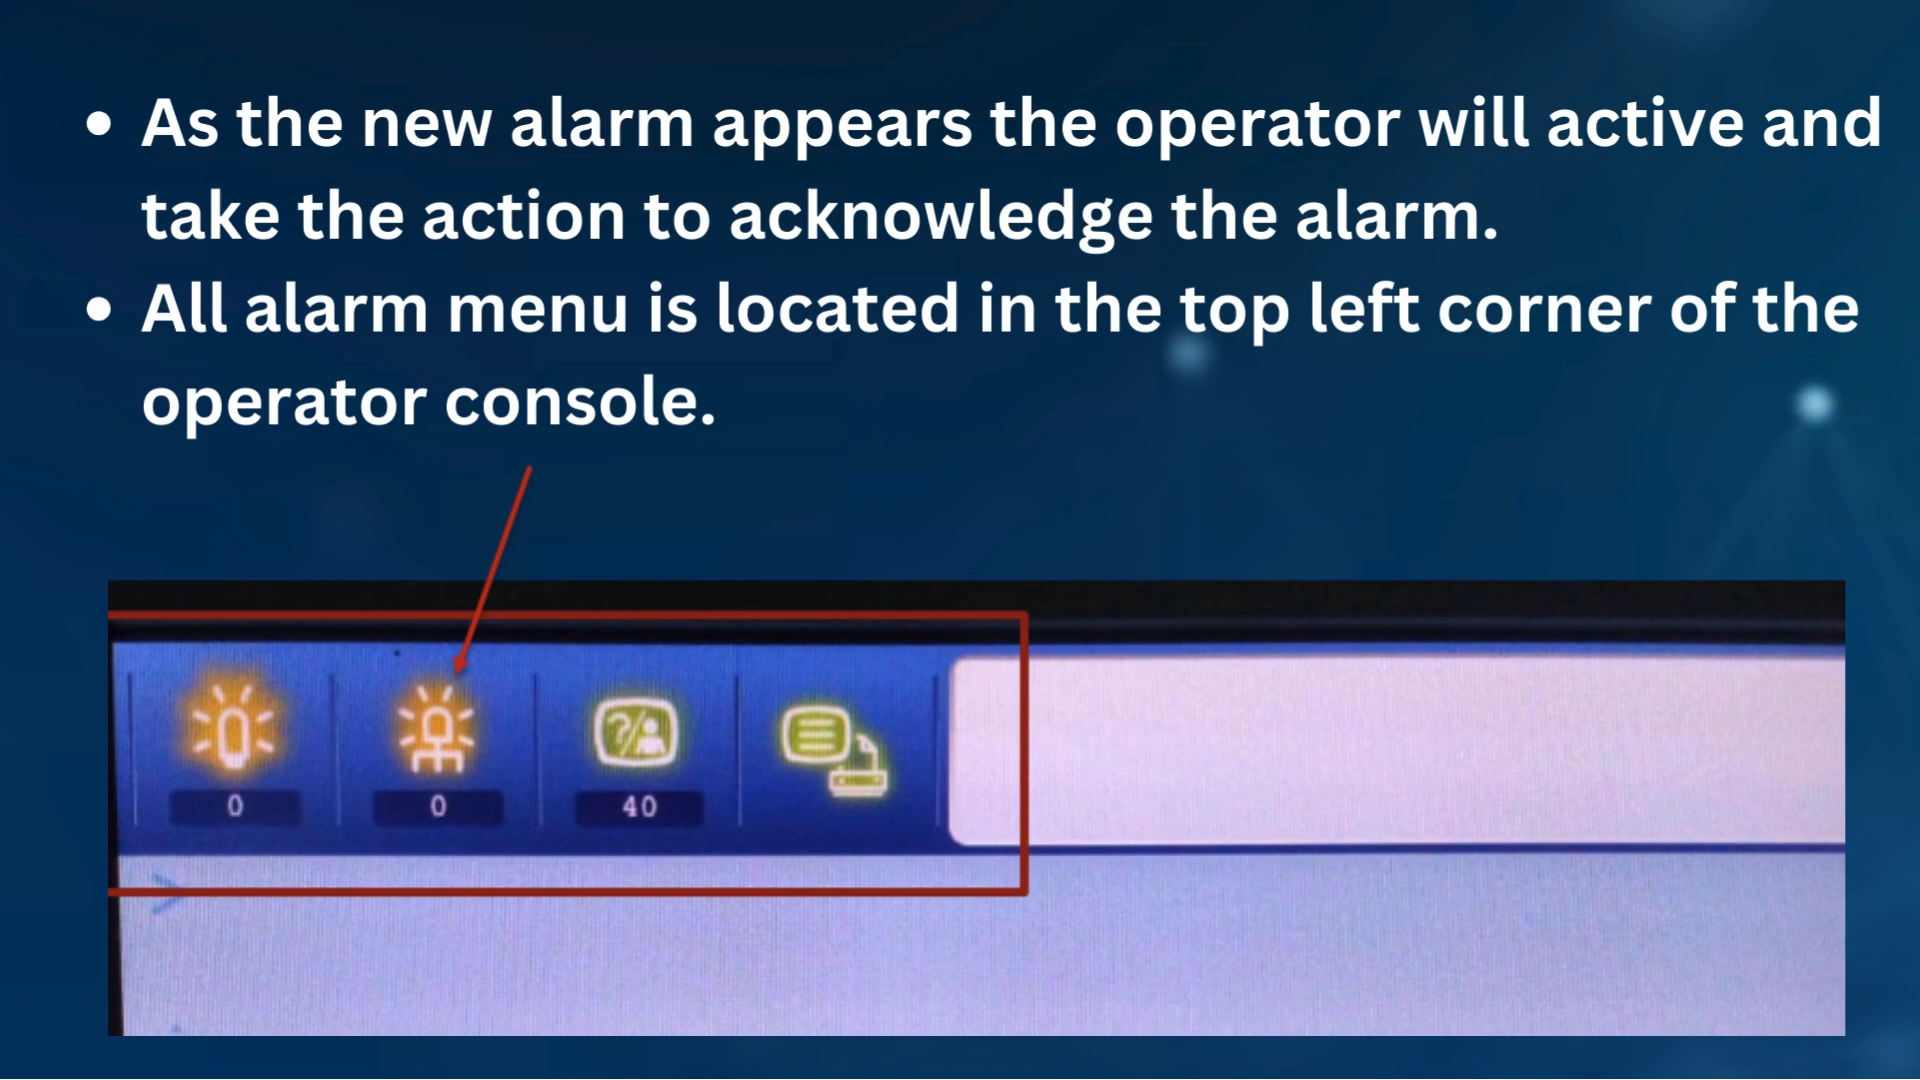 • As the new alarm appears the operator will active and
take the action to acknowledge the alarm.
• All alarm menu is located in the top left corner of the
operator console.
?/
0
0
40